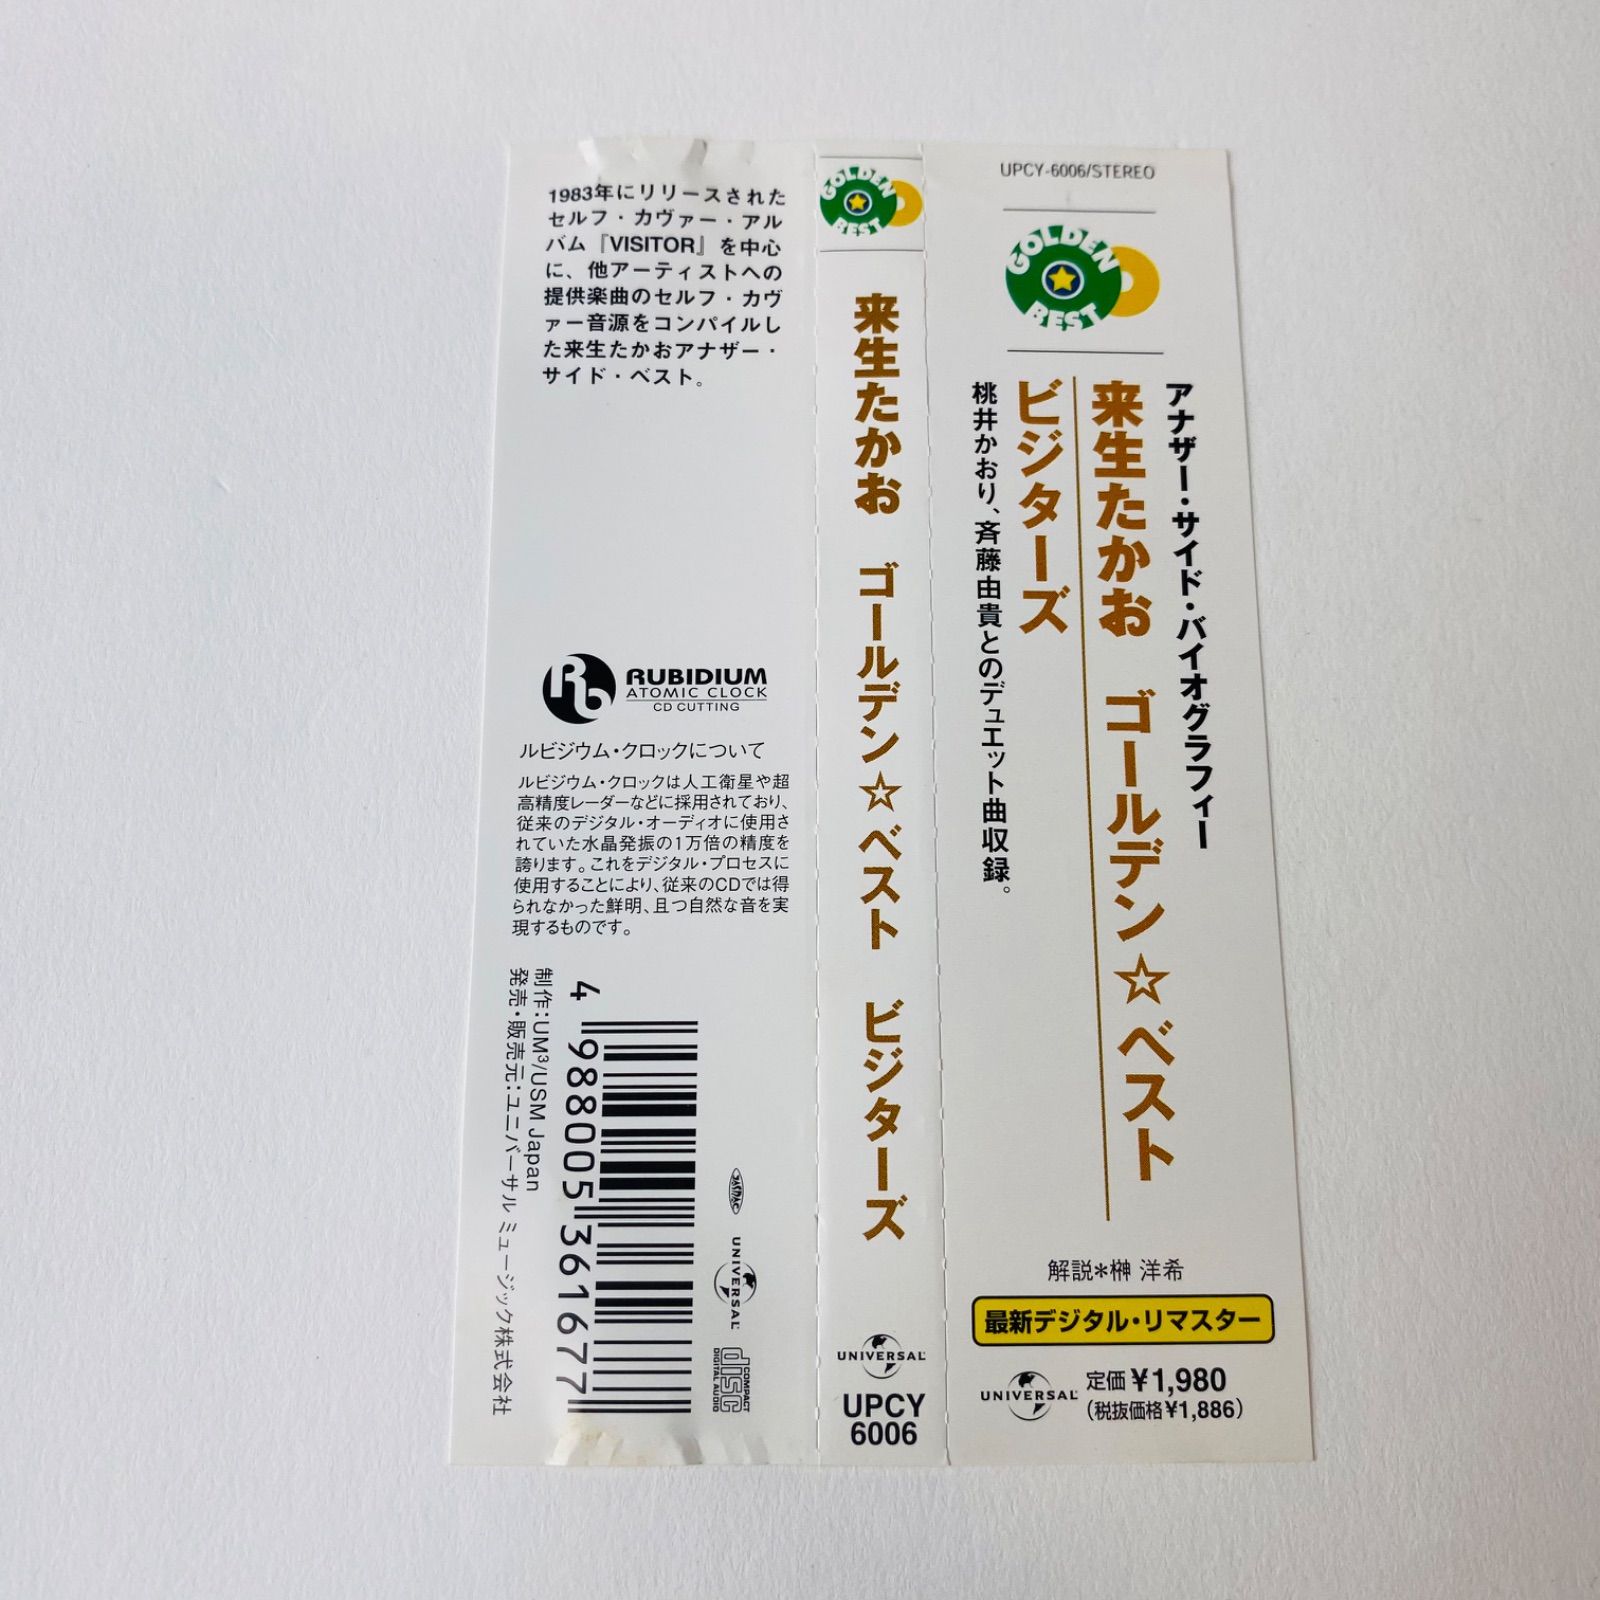 1983年にリリースされた
セルフ・カヴァー・アル
バム『VISITOR』を中心
に、他アーティストへの
提供楽曲のセルフ・カヴ
ァー音源をコンパイルし
た来生たかおアナザー・
サイド・ベスト。
Rb
RUBIDIUM
ATOMIC CLOCK
CD CUTTING
ルビジウム・クロックについて
ルビジウム・クロックは人工衛星や超
高精度レーダーなどに採用されており、
従来のデジタル・オーディオに使用さ
れていた水晶発振の1万倍の精度を
誇ります。これをデジタル・プロセスに
使用することにより、従来のCDでは得
られなかった鮮明、且つ自然な音を実
現するものです。
制作：UM³/USM Japan
発売・販売元：ユニバーサル ミュージック株式会社
4 988005 361677
JASRAC
UNIVERSAL
COMPACT
disc
DIGITAL AUDIO
GOLDEN
BEST
来生たかお ゴールデン☆ベスト ビジターズ
UNIVERSAL
UPCY
6006
UPCY-6006/STEREO
GOLDEN
BEST
アナザー・サイド・バイオグラフィー
来生たかお ゴールデン☆ベスト
ビジターズ
桃井かおり、斉藤由貴とのデュエット曲収録。
解説＊榊 洋希
最新デジタル・リマスター
UNIVERSAL
定価¥1,980
(税抜価格¥1,886)